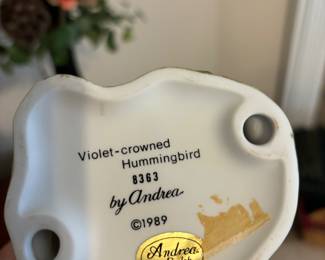 Violet-crowned
Hummingbird
8363
by Andrea
©1989
Andrea